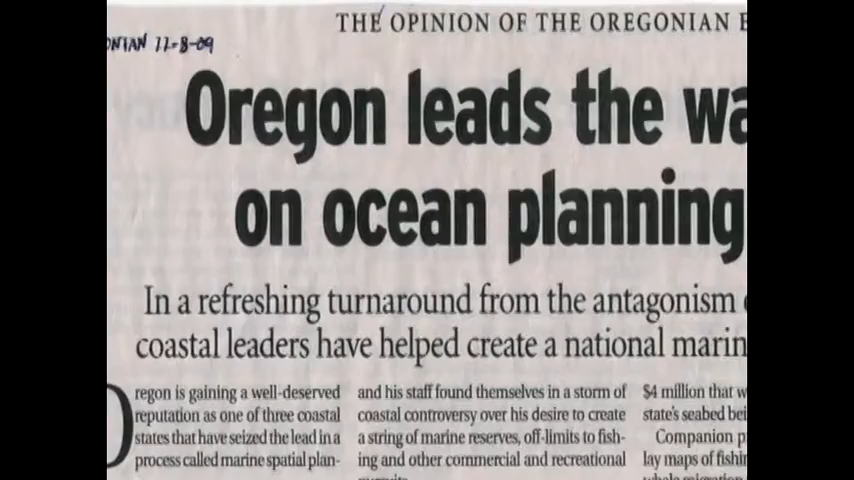 THE OPINION OF THE OREGONIAN E
ONIAN 11-8-09
Oregon leads the wa
on ocean planning
In a refreshing turnaround from the antagonism
coastal leaders have helped create a national marin
Oregon is gaining a well-deserved
reputation as one of three coastal
states that have seized the lead in a
process called marine spatial plan-
and his staff found themselves in a storm of
coastal controversy over his desire to create
a string of marine reserves, off-limits to fish-
ing and other commercial and recreational
$4 million that w
state's seabed bei
Companion p
lay maps of fishin